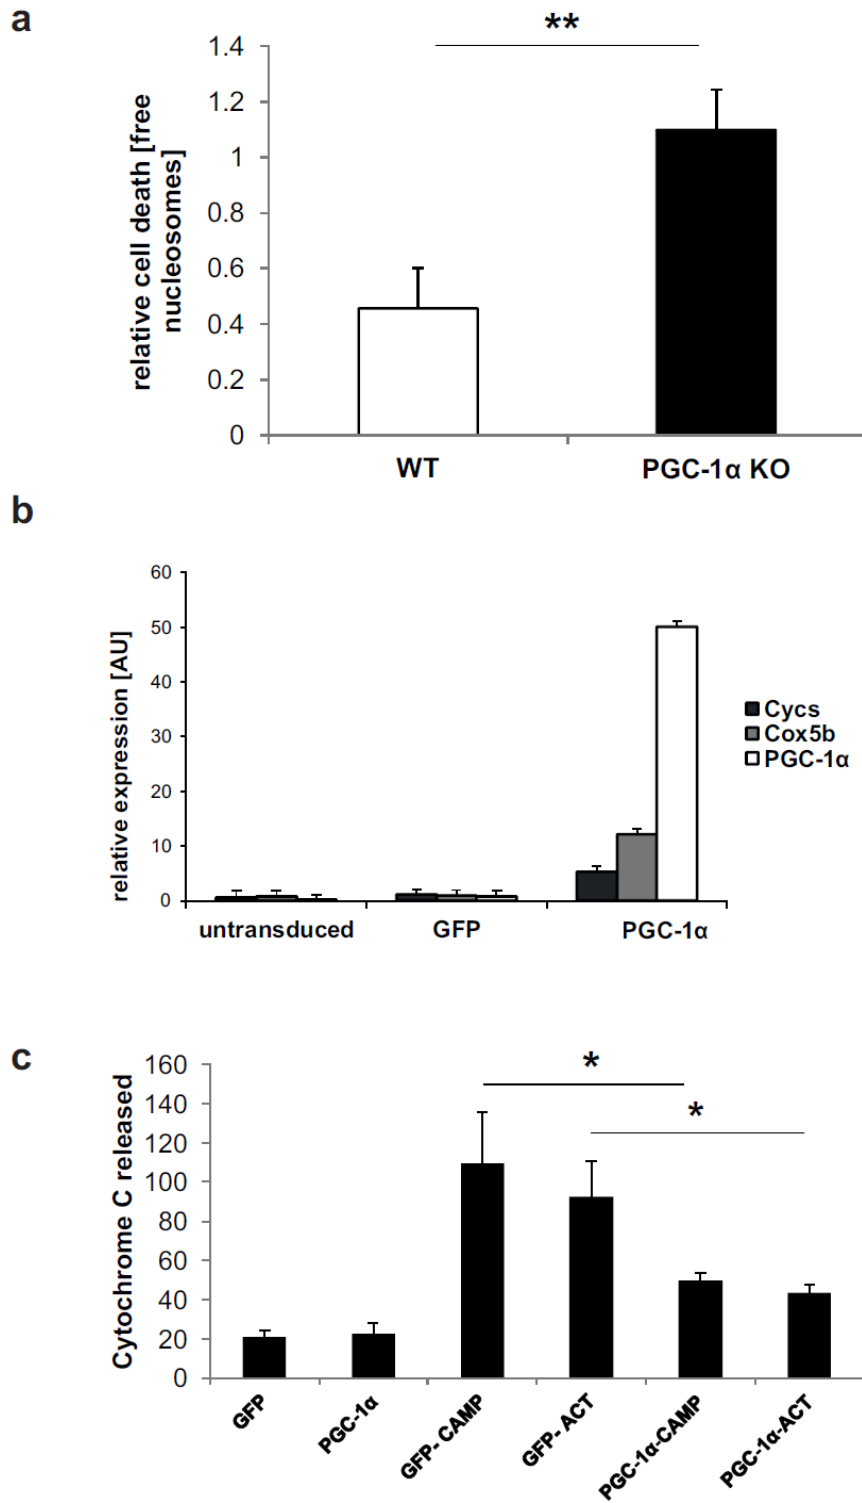 a
**
1.4
1.2
1
0.8
0.6
0.4
0.2
0
relative cell death [free
nucleosomes]
WT
PGC-1α KO
b
60
50
40
30
20
10
0
relative expression [AU]
untransduced
GFP
PGC-1α
Cycs
Cox5b
PGC-1α
c
160
140
120
100
80
60
40
20
0
Cytochrome C released
*
*
GFP
PGC-1α
GFP- CAMP
GFP- ACT
PGC-1α-CAMP
PGC-1α-ACT